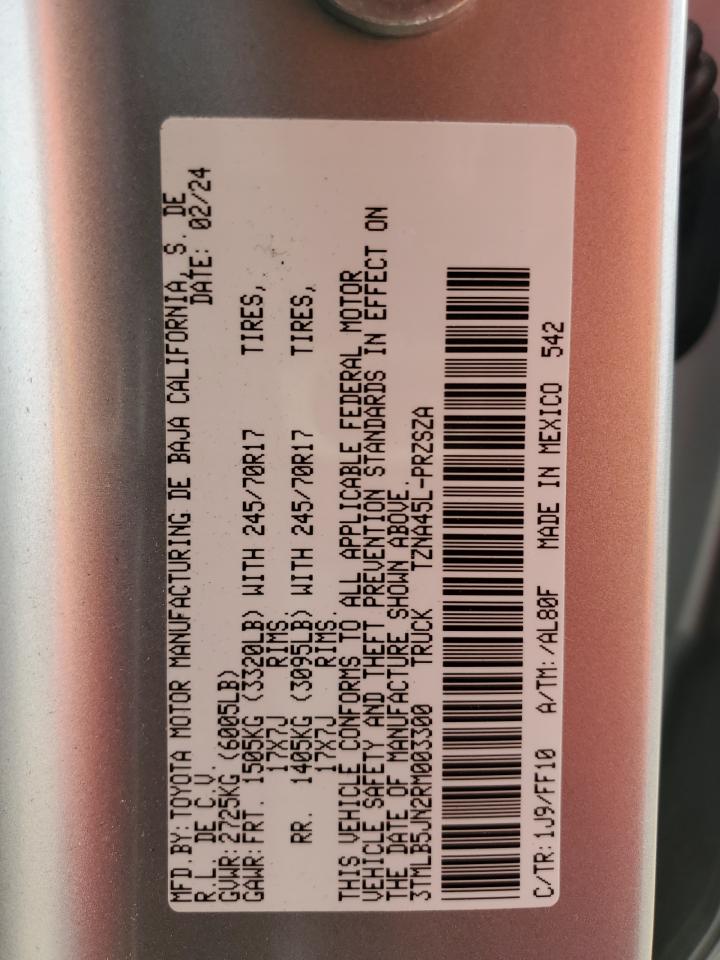 MFD.BY:TOYOTA MOTOR MANUFACTURING DE BAJA CALIFORNIA, S. DE
R.L. DE C.V. DATE: 02/24
GVWR:2725KG (6005LB)
GAWR:FRT. 1505KG (3320LB) WITH 245/70R17 TIRES,
17X7J RIMS.
RR. 1405KG (3095LB) WITH 245/70R17 TIRES,
17X7J RIMS.
THIS VEHICLE CONFORMS TO ALL APPLICABLE FEDERAL MOTOR
VEHICLE SAFETY AND THEFT PREVENTION STANDARDS IN EFFECT ON
THE DATE OF MANUFACTURE SHOWN ABOVE.
3TMLB5JN2RM003300 TRUCK TZNA45L-PRZSZA
C/TR:1J9/FF10 A/TM:/AL80F MADE IN MEXICO 542